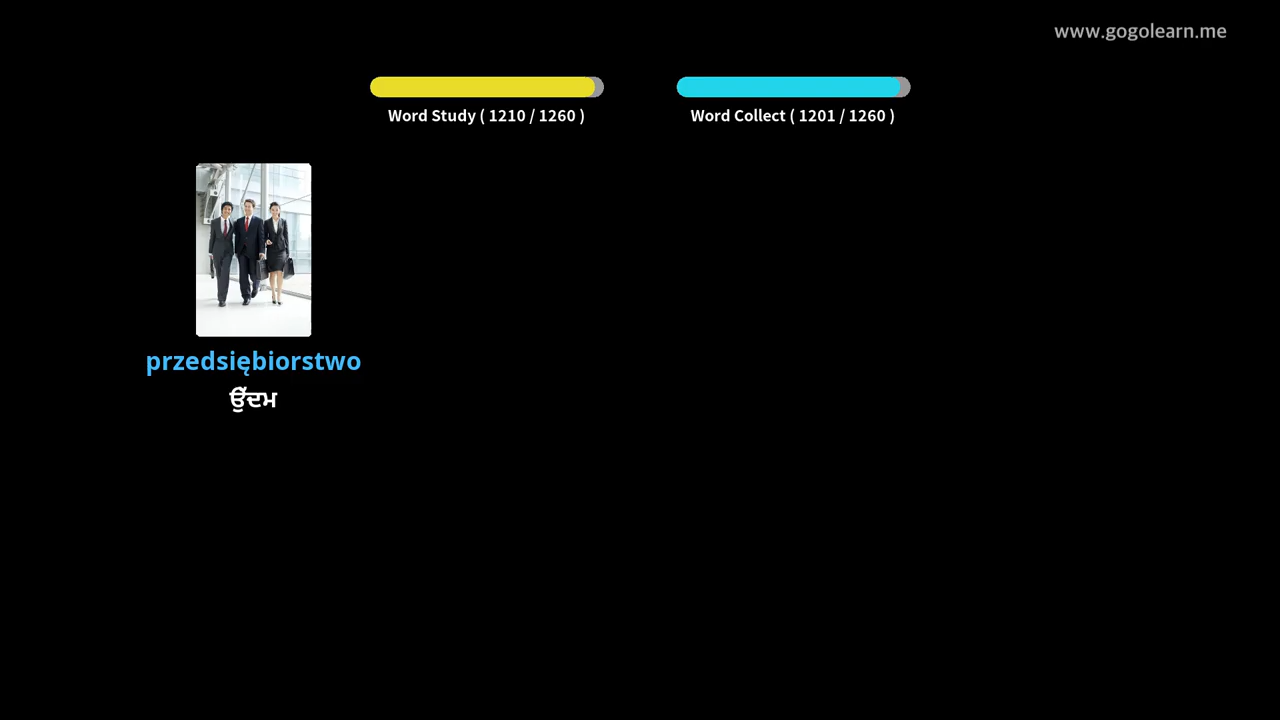 www.gogolearn.me
Word Study ( 1210 / 1260 )
Word Collect ( 1201 / 1260 )
przedsiębiorstwo
ਉੱਦਮ